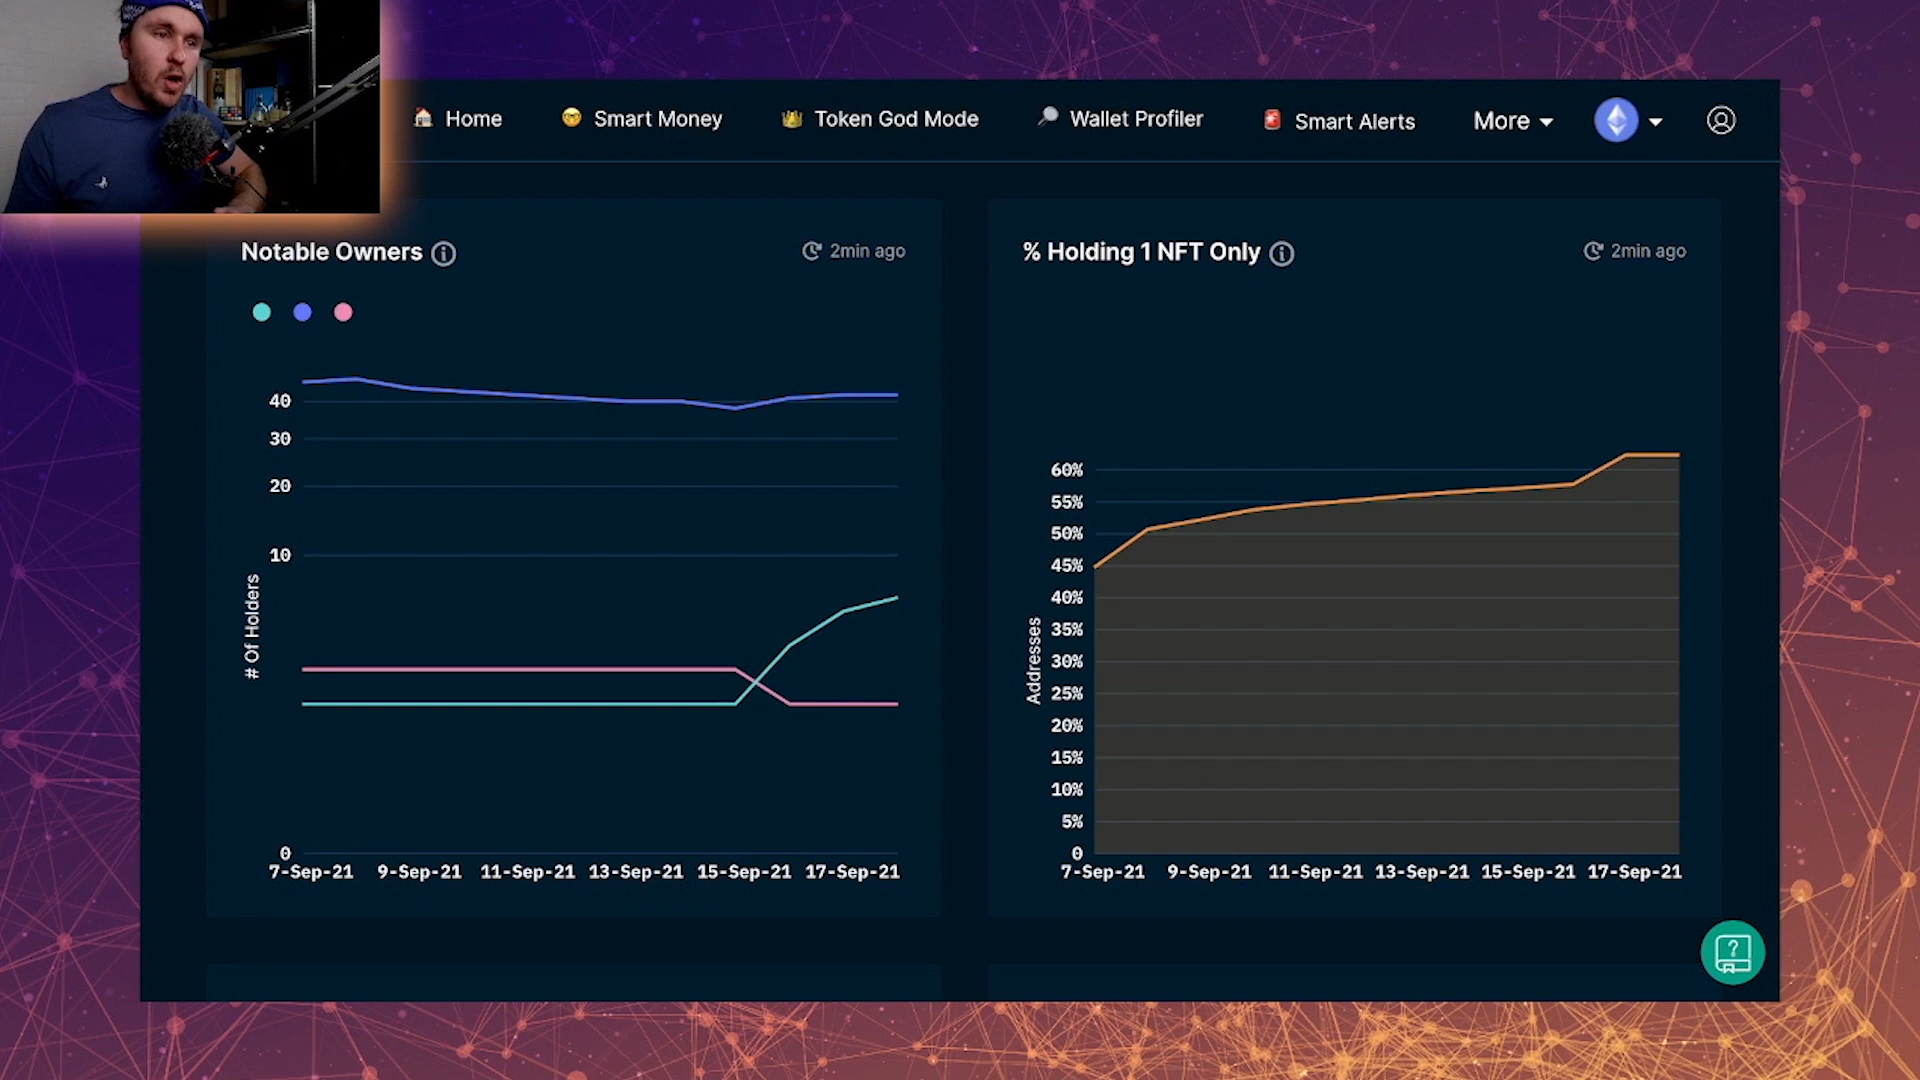 Home Smart Money Token God Mode Wallet Profiler Smart Alerts More
Notable Owners 2min ago
# Of Holders
40
30
20
10
0
7-Sep-21 9-Sep-21 11-Sep-21 13-Sep-21 15-Sep-21 17-Sep-21
% Holding 1 NFT Only 2min ago
Addresses
60%
55%
50%
45%
40%
35%
30%
25%
20%
15%
10%
5%
0
7-Sep-21 9-Sep-21 11-Sep-21 13-Sep-21 15-Sep-21 17-Sep-21
?